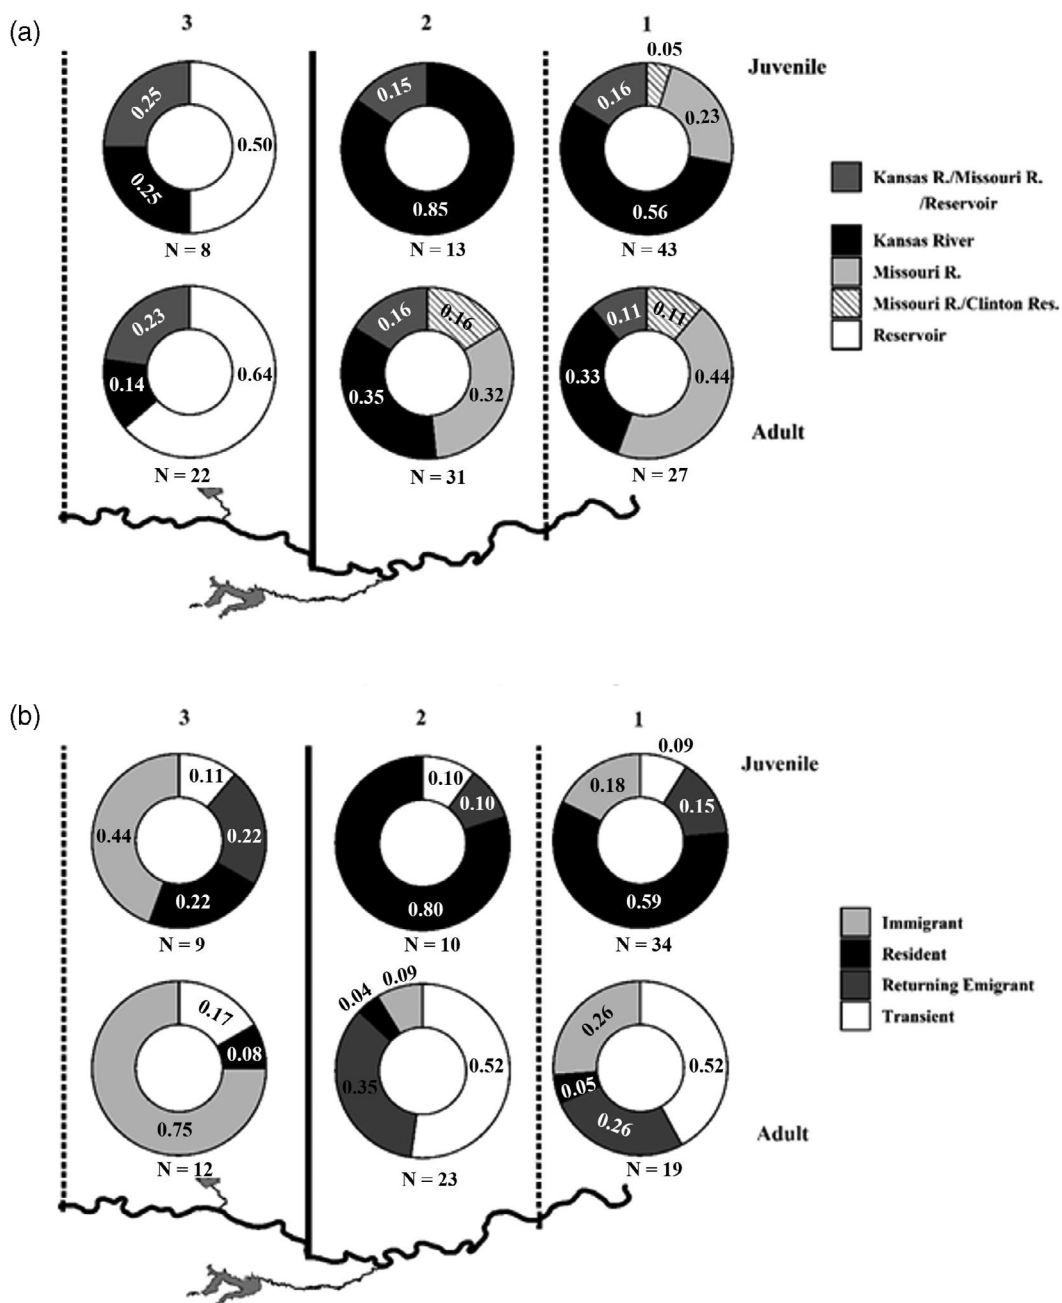 (a)
3
2
1
0.05
Juvenile
0.25
0.50
0.25
N = 8
0.15
0.85
N = 13
0.16
0.23
0.56
N = 43
Kansas R./Missouri R.
/Reservoir
Kansas River
Missouri R.
Missouri R./Clinton Res.
Reservoir
0.23
0.64
0.14
N = 22
0.16
0.16
0.35
0.32
N = 31
0.11
0.11
0.33
0.44
N = 27
Adult
(b)
3
2
1
0.09
Juvenile
0.11
0.44
0.22
0.22
N = 9
0.10
0.10
0.80
N = 10
0.18
0.15
0.59
N = 34
Immigrant
Resident
Returning Emigrant
Transient
0.17
0.08
0.75
N = 12
0.04
0.09
0.52
0.35
N = 23
0.26
0.52
0.05
0.26
N = 19
Adult